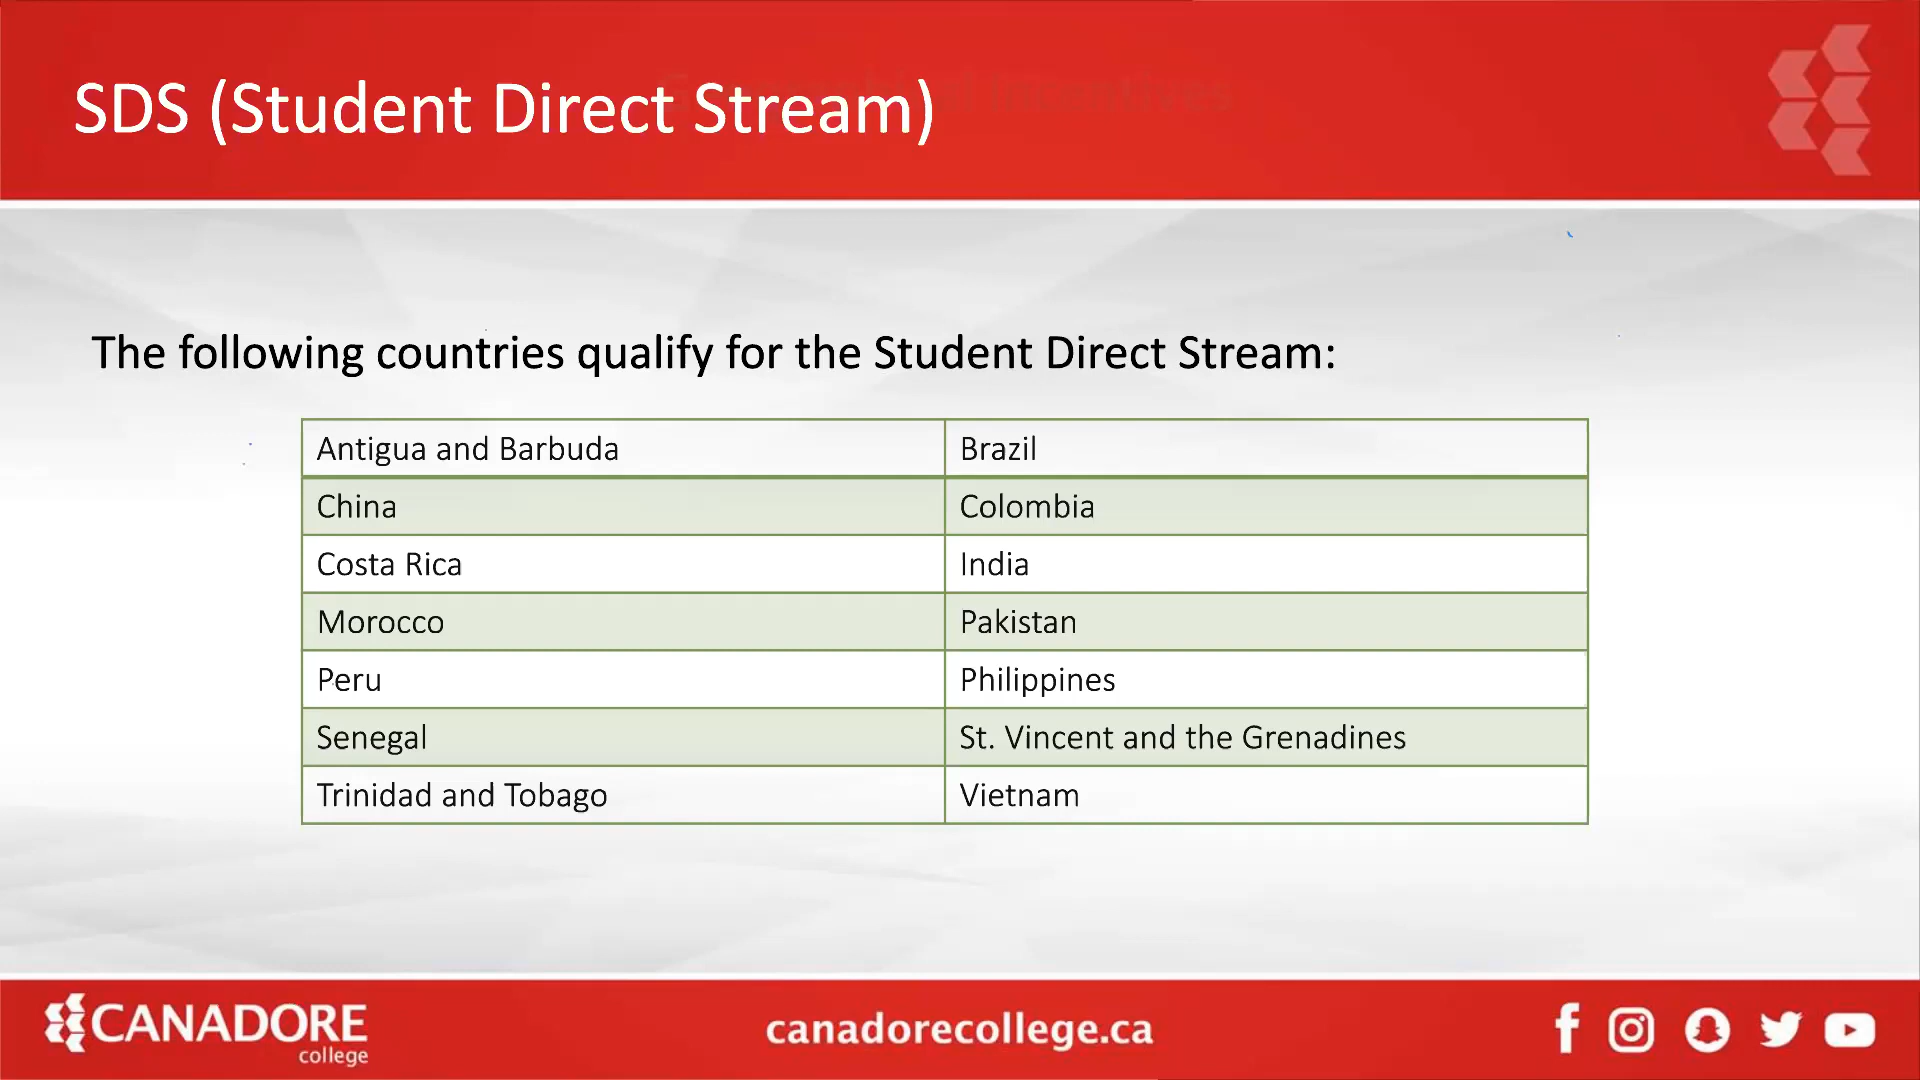 SDS (Student Direct Stream)
The following countries qualify for the Student Direct Stream:
Antigua and Barbuda Brazil
China Colombia
Costa Rica India
Morocco Pakistan
Peru Philippines
Senegal St. Vincent and the Grenadines
Trinidad and Tobago Vietnam
CANADORE
college
canadorecollege.ca